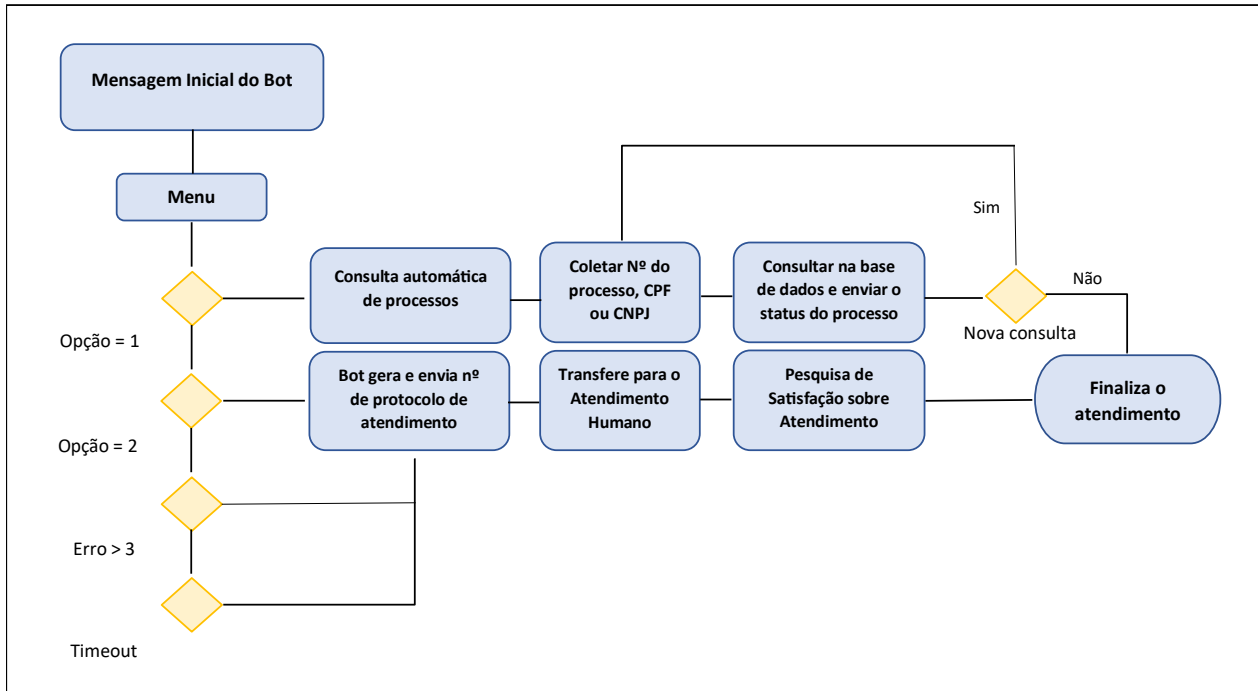 Mensagem Inicial do Bot
Menu
Sim
Consulta automática
de processos
Coletar Nº do
processo, CPF
ou CNPJ
Consultar na base
de dados e enviar o
status do processo
Não
Nova consulta
Opção = 1
Bot gera e envia nº
de protocolo de
atendimento
Transfere para o
Atendimento
Humano
Pesquisa de
Satisfação sobre
Atendimento
Finaliza o
atendimento
Opção = 2
Erro > 3
Timeout